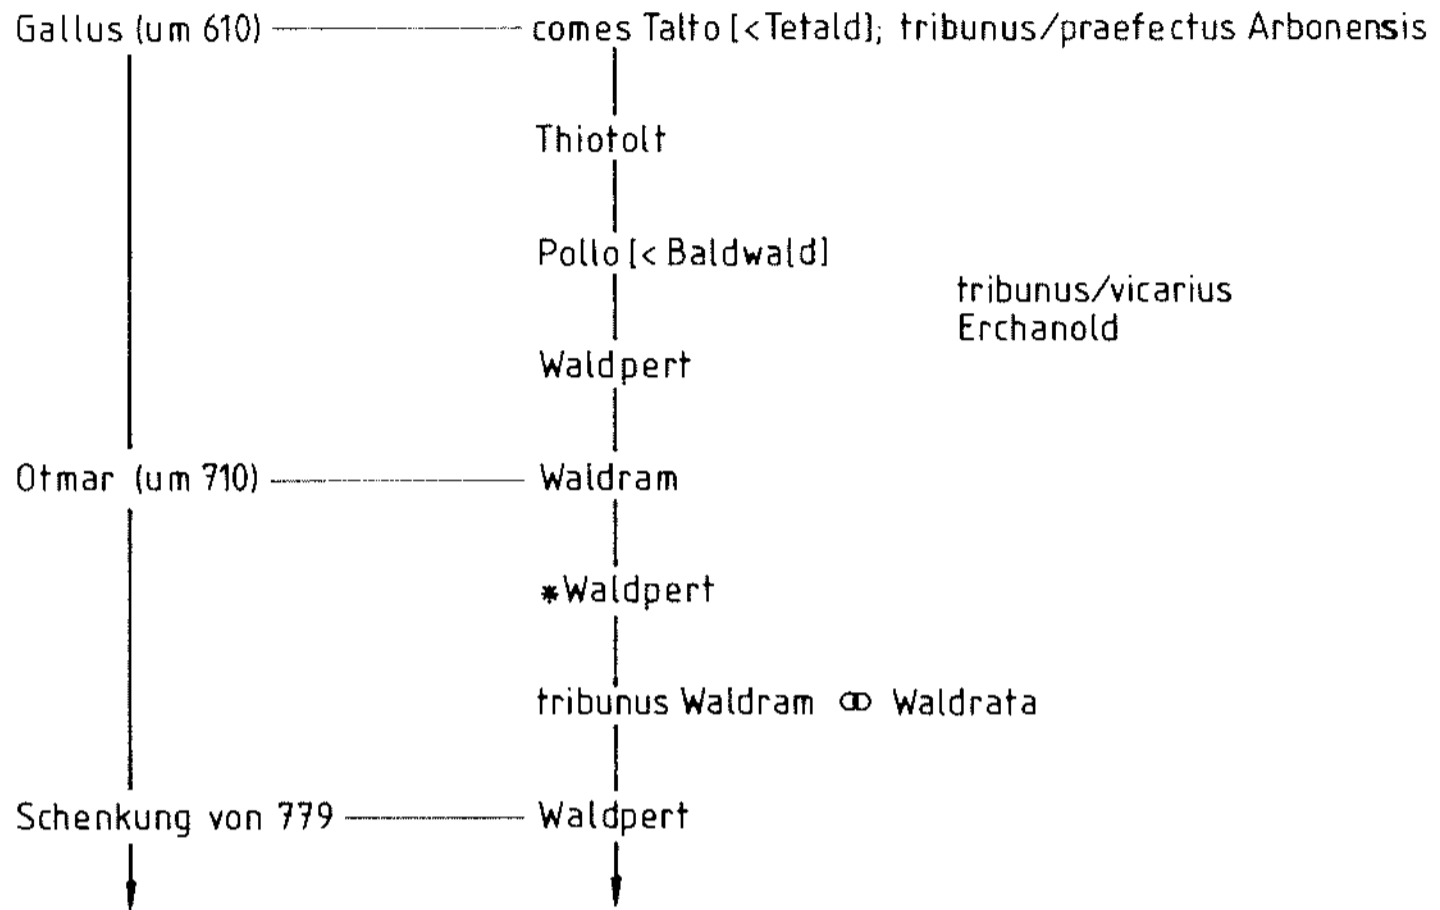 Gallus (um 610) comes Talto [<Tetald]; tribunus/praefectus Arbonensis
Thiotolt
Pollo [< Baldwald]
tribunus/vicarius
Erchanold
Waldpert
Otmar (um 710) Waldram
*Waldpert
tribunus Waldram ⚭ Waldrata
Schenkung von 779 Waldpert